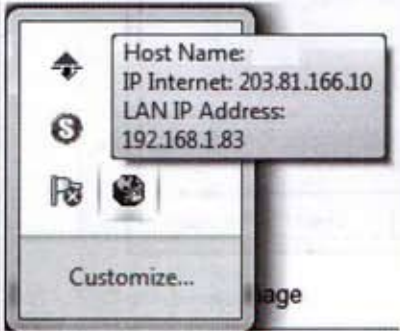 Host Name:
IP Internet: 203.81.166.10
LAN IP Address:
192.168.1.83
Customize...
age